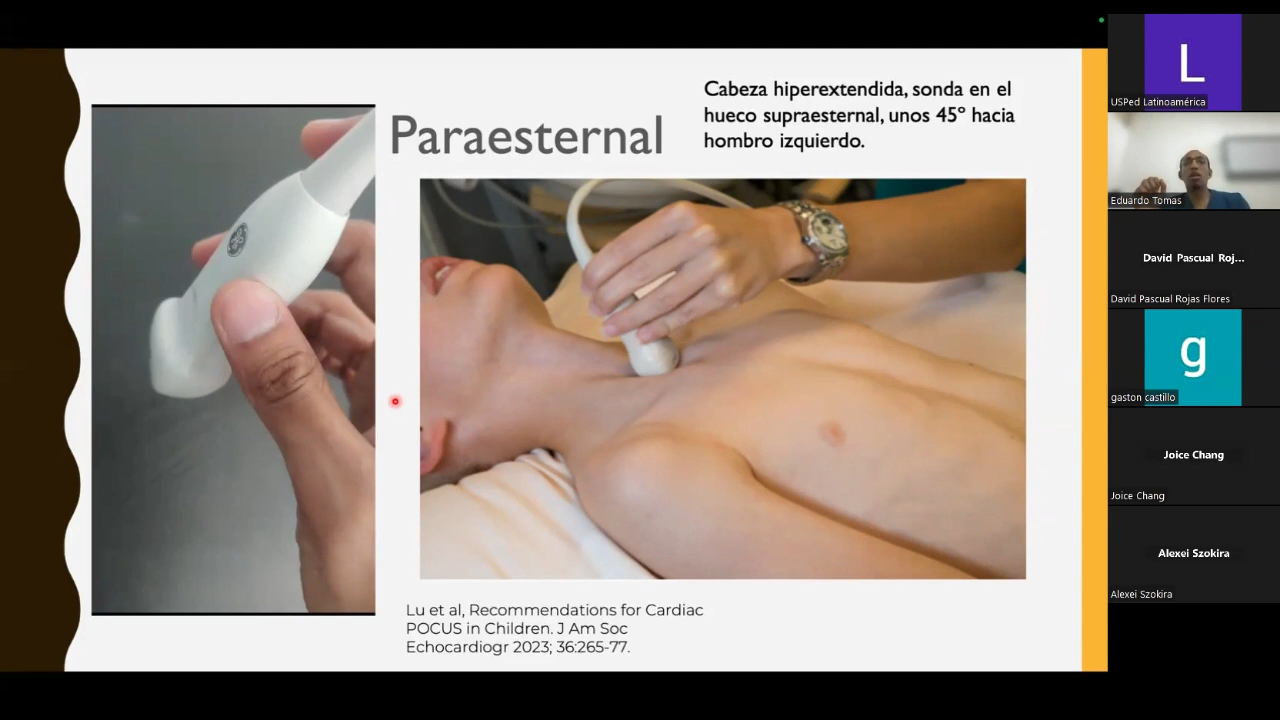 Paraesternal
Cabeza hiperextendida, sonda en el
hueco supraesternal, unos 45º hacia
hombro izquierdo.
Lu et al, Recommendations for Cardiac
POCUS in Children. J Am Soc
Echocardiogr 2023; 36:265-77.
L
USPed Latinoamérica
Eduardo Tomas
David Pascual Roj...
David Pascual Rojas Flores
g
gaston castillo
Joice Chang
Joice Chang
Alexei Szokira
Alexei Szokira